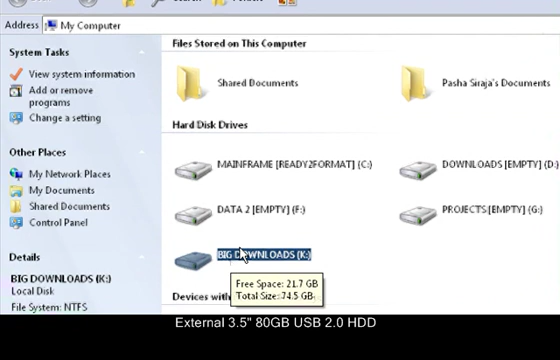 Address My Computer
System Tasks
View system information
Add or remove
programs
Change a setting
Other Places
My Network Places
My Documents
Shared Documents
Control Panel
Details
BIG DOWNLOADS (K:)
Local Disk
File System: NTFS
Files Stored on This Computer
Shared Documents
Pasha Siraja's Documents
Hard Disk Drives
MAINFRAME [READY2FORMAT] (C:)
DOWNLOADS [EMPTY] (D:)
DATA 2 [EMPTY] (F:)
PROJECTS [EMPTY] (G:)
BIG DOWNLOADS (K:)
Free Space: 21.7 GB
Total Size: 74.5 GB
Devices with
External 3.5" 80GB USB 2.0 HDD